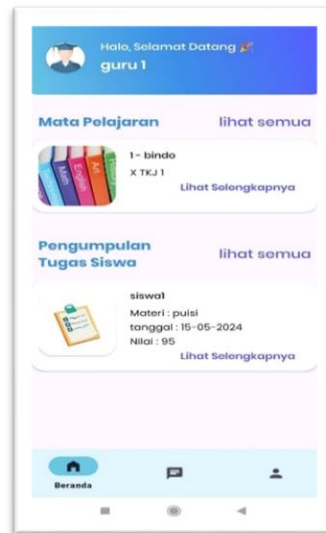 Halo, Selamat Datang 🎉
guru 1
Mata Pelajaran lihat semua
1 - bindo
X TKJ 1
Lihat Selengkapnya
Pengumpulan
Tugas Siswa lihat semua
siswa1
Materi : puisi
tanggal : 15-05-2024
Nilai : 95
Lihat Selengkapnya
Beranda